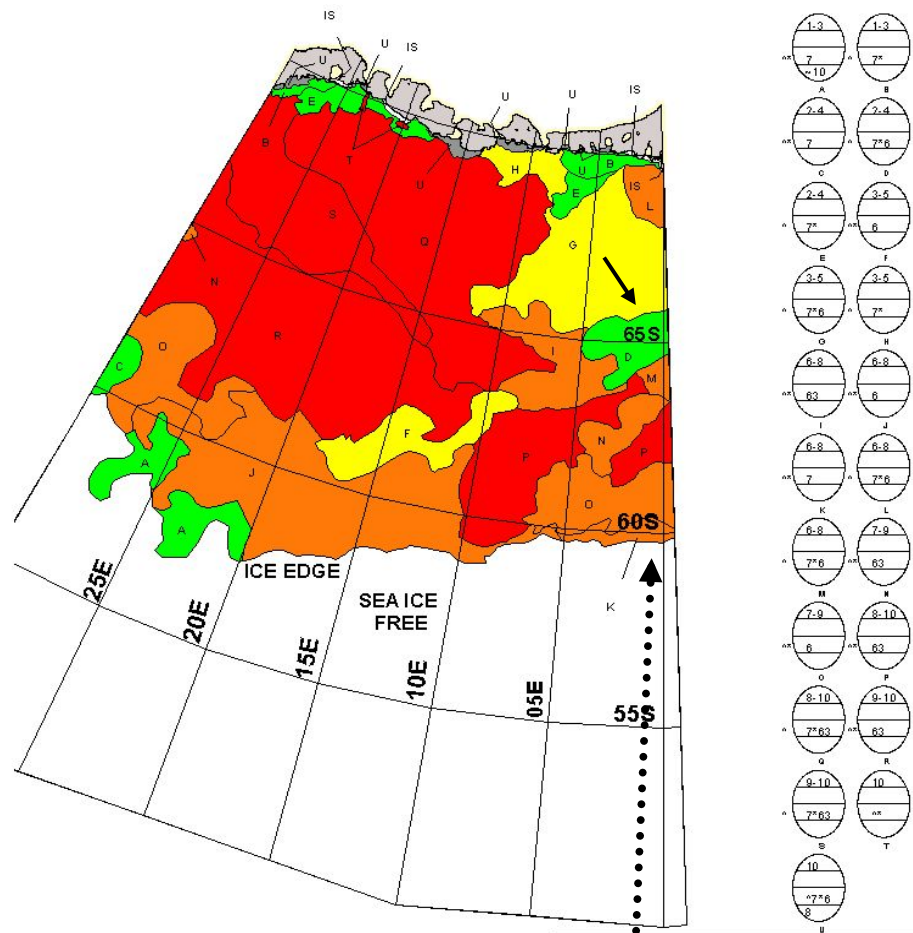 IS
U
IS
U
U
U
IS
E
B
T
S
U
H
U
B
E
IS
L
Q
G
N
65S
O
R
I
D
C
M
F
N
A
J
P
P
O
A
60S
ICE EDGE
25E
SEA ICE
FREE
K
20E
15E
10E
05E
55S
1-3
^* 7
~10
A
1-3
^ 7*
B
2-4
^* 7
C
2-4
7*6
D
2-4
^ 7*
E
3-5
^* 6
F
3-5
7*6
G
3-5
^ 7*
H
6-8
63
I
6-8
6
J
6-8
^* 7
K
6-8
^ 7*6
L
6-8
^ 7*6
M
7-9
^* 63
N
7-9
^* 6
O
8-10
^* 63
P
8-10
^ 7*63
Q
9-10
^* 63
R
9-10
^ 7*63
S
10
^*
T
10
^7*6
8
U